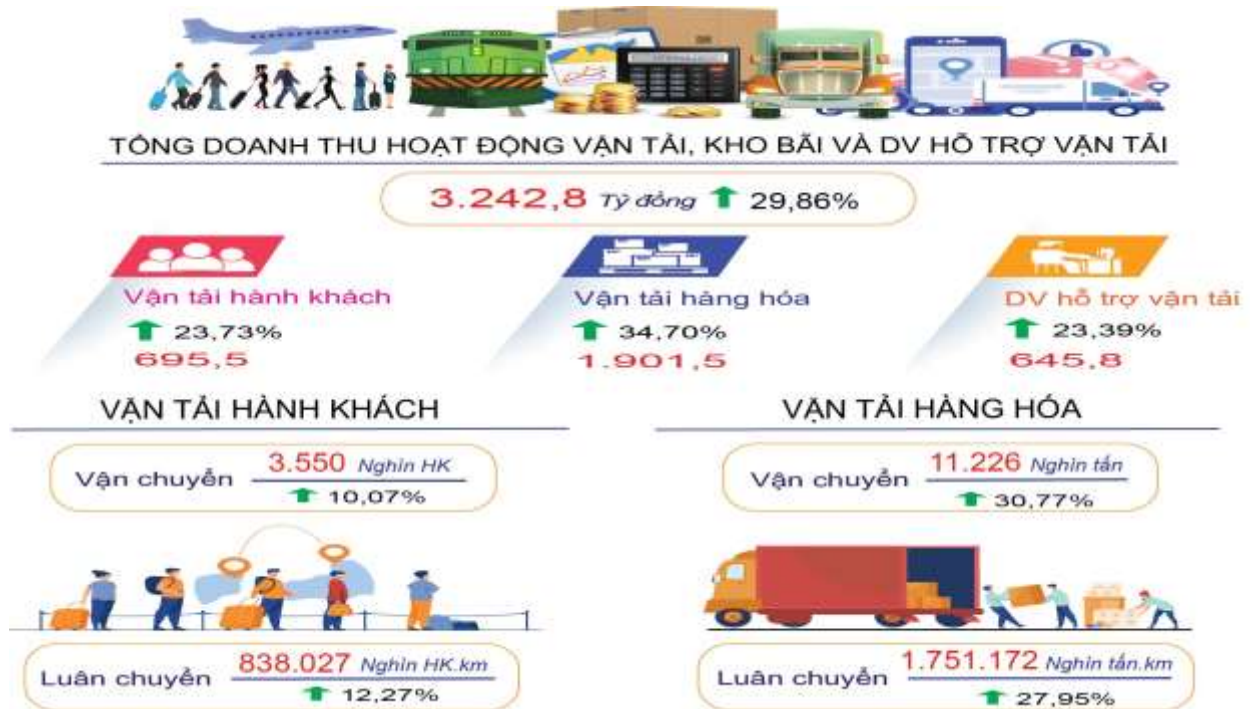 TỔNG DOANH THU HOẠT ĐỘNG VẬN TẢI, KHO BÃI VÀ DV HỖ TRỢ VẬN TẢI
3.242,8 Tỷ đồng 29,86%
Vận tải hành khách
23,73%
695,5
Vận tải hàng hóa
34,70%
1.901,5
DV hỗ trợ vận tải
23,39%
645,8
VẬN TẢI HÀNH KHÁCH
Vận chuyển 3.550 Nghìn HK
10,07%
Luân chuyển 838.027 Nghìn HK.km
12,27%
VẬN TẢI HÀNG HÓA
Vận chuyển 11.226 Nghìn tấn
30,77%
Luân chuyển 1.751.172 Nghìn tấn.km
27,95%